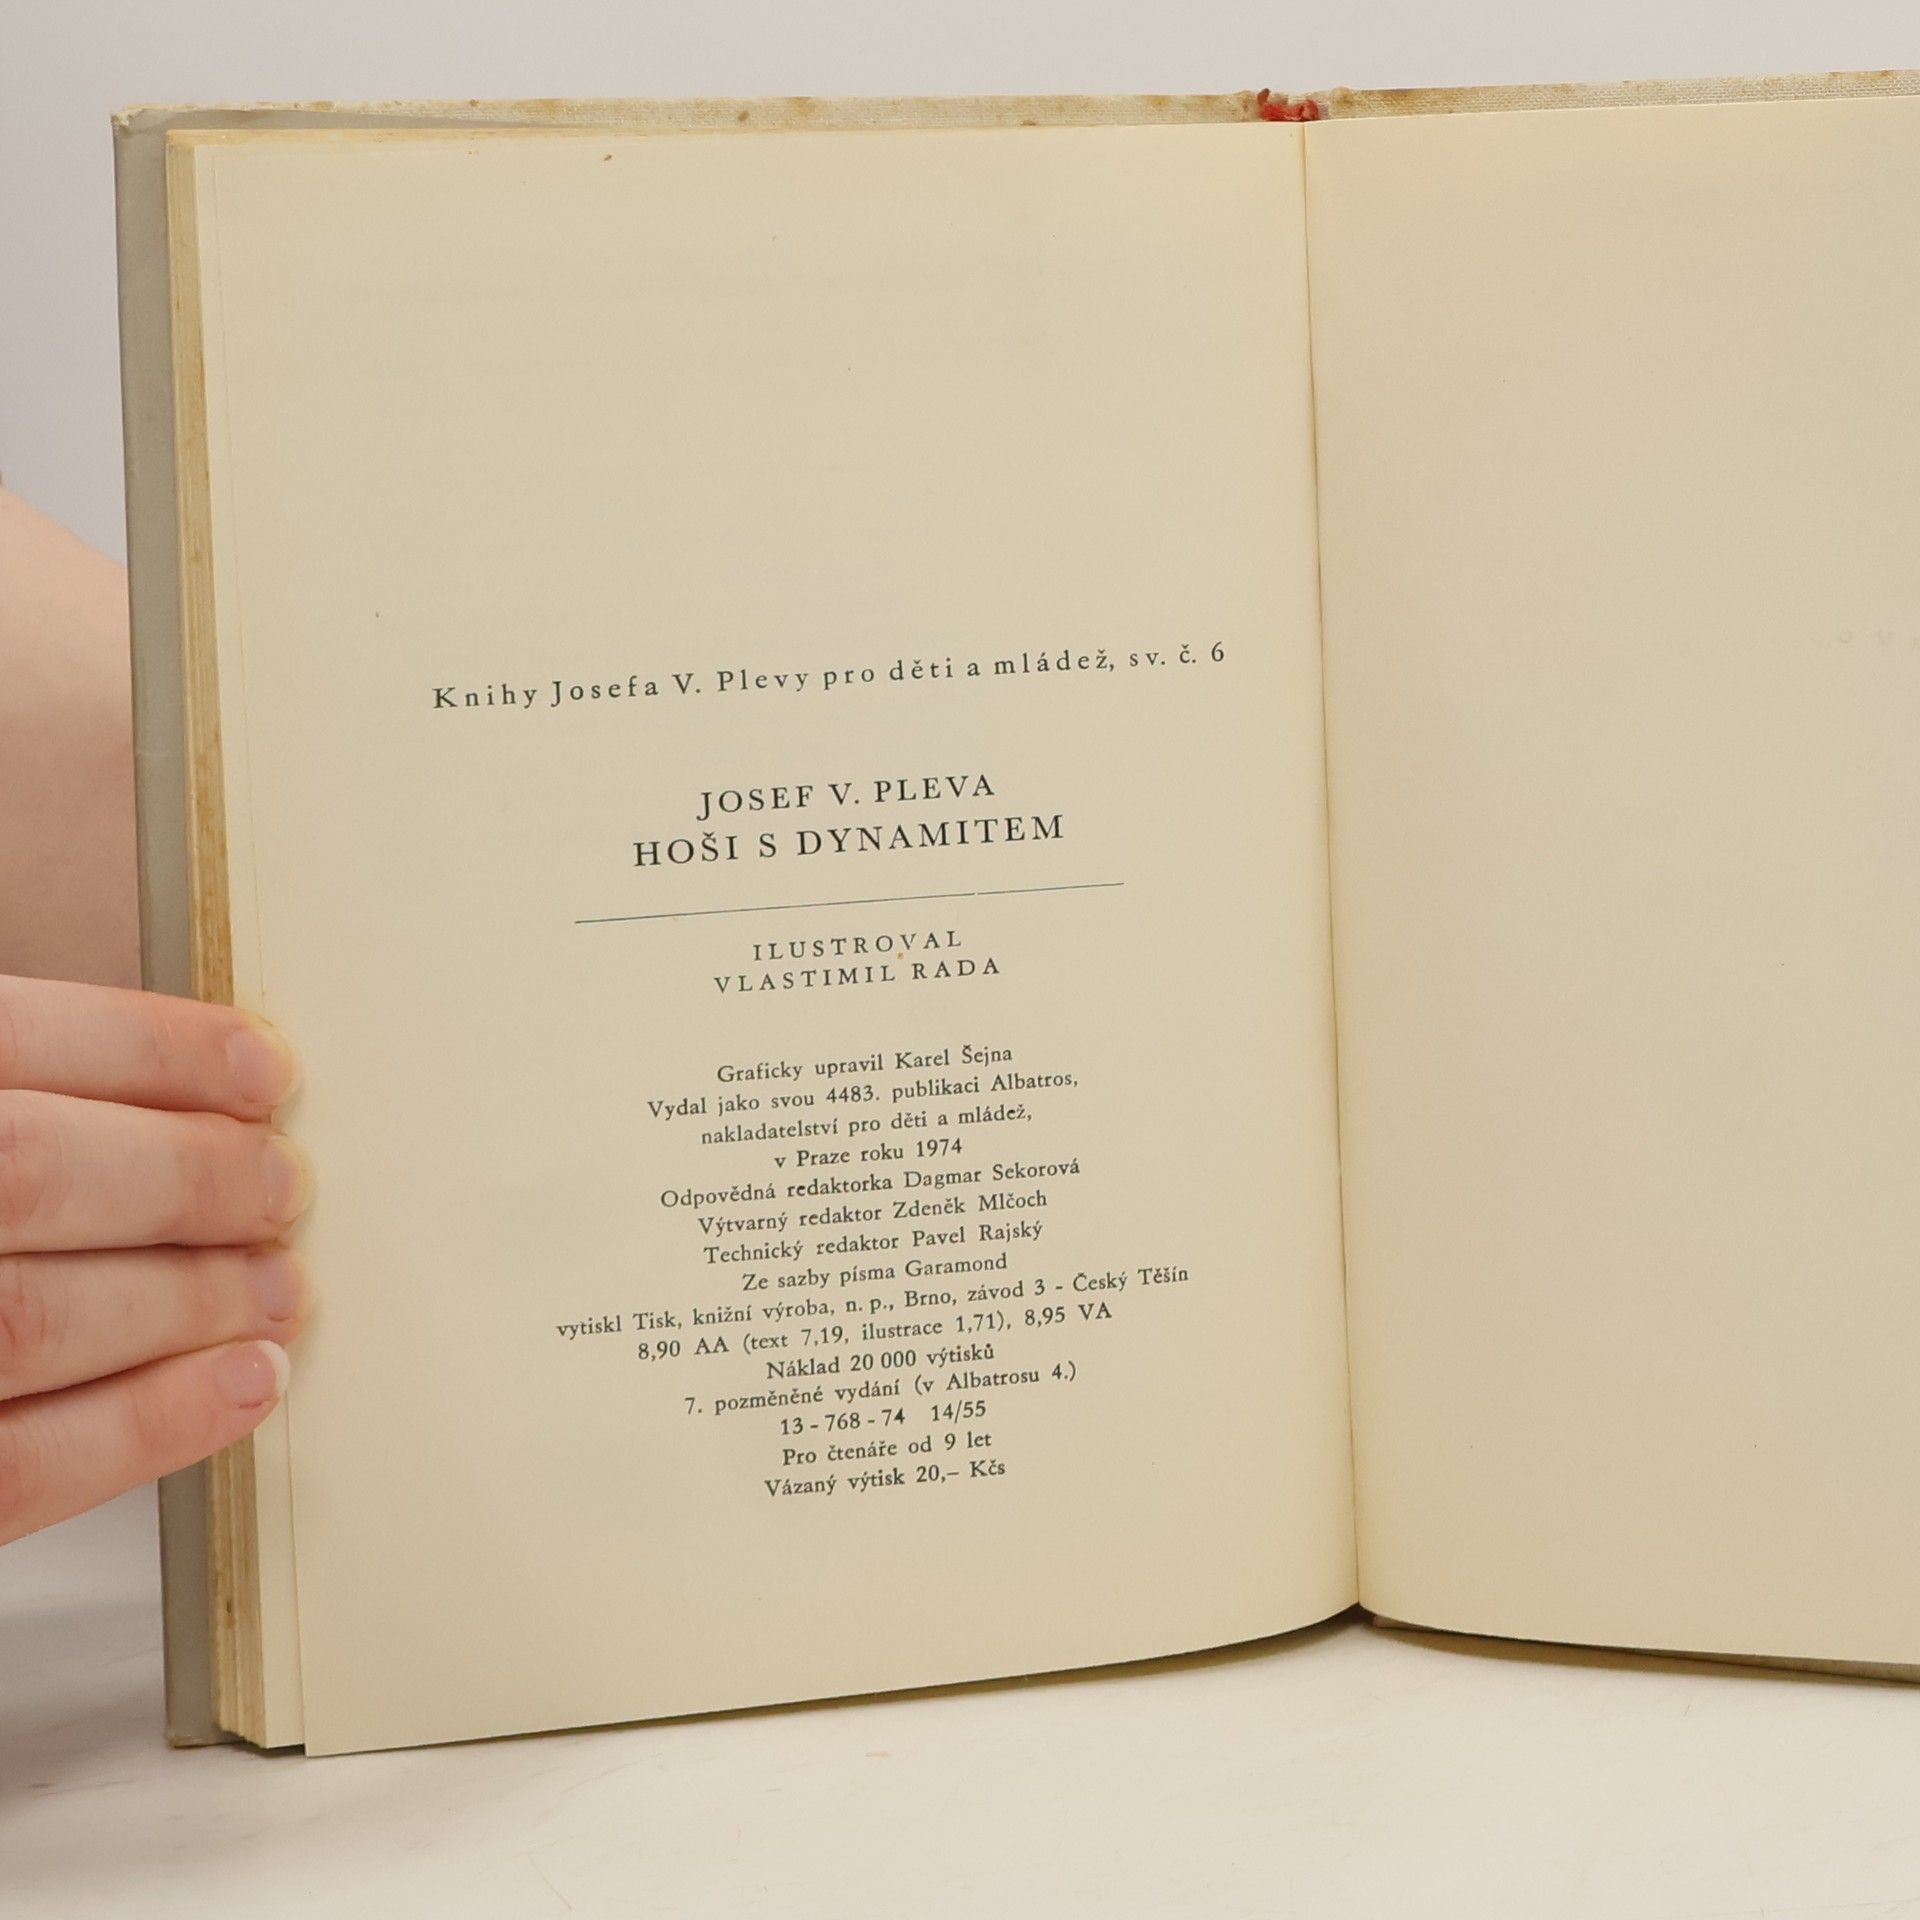 Knihy Josefa V. Plevy pro děti a mládež, sv. č. 6
JOSEF V. PLEVA
HOŠI S DYNAMITEM
ILUSTROVAL
VLASTIMIL RADA
Graficky upravil Karel Šejna
Vydal jako svou 4483. publikaci Albatros,
nakladatelství pro děti a mládež,
v Praze roku 1974
Odpovědná redaktorka Dagmar Sekorová
Výtvarný redaktor Zdeněk Mlčoch
Technický redaktor Pavel Rajský
Ze sazby písma Garamond
vytiskl Tisk, knižní výroba, n. p., Brno, závod 3 - Český Těšín
8,90 AA (text 7,19, ilustrace 1,71), 8,95 VA
Náklad 20 000 výtisků
7. pozměněné vydání (v Albatrosu 4.)
13 - 768 - 74 14/55
Pro čtenáře od 9 let
Vázaný výtisk 20,– Kčs